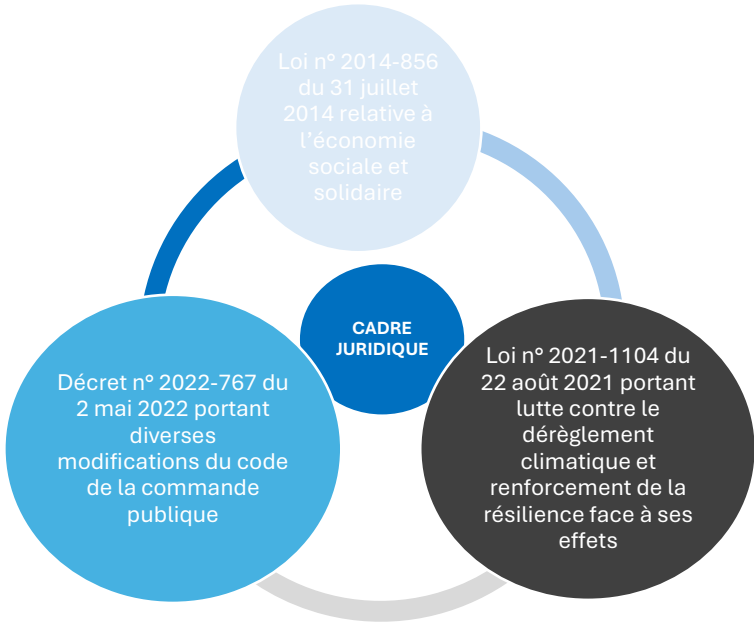 Loi n° 2014-856
du 31 juillet
2014 relative à
l’économie
sociale et
solidaire
CADRE
JURIDIQUE
Décret n° 2022-767 du
2 mai 2022 portant
diverses
modifications du code
de la commande
publique
Loi n° 2021-1104 du
22 août 2021 portant
lutte contre le
dérèglement
climatique et
renforcement de la
résilience face à ses
effets